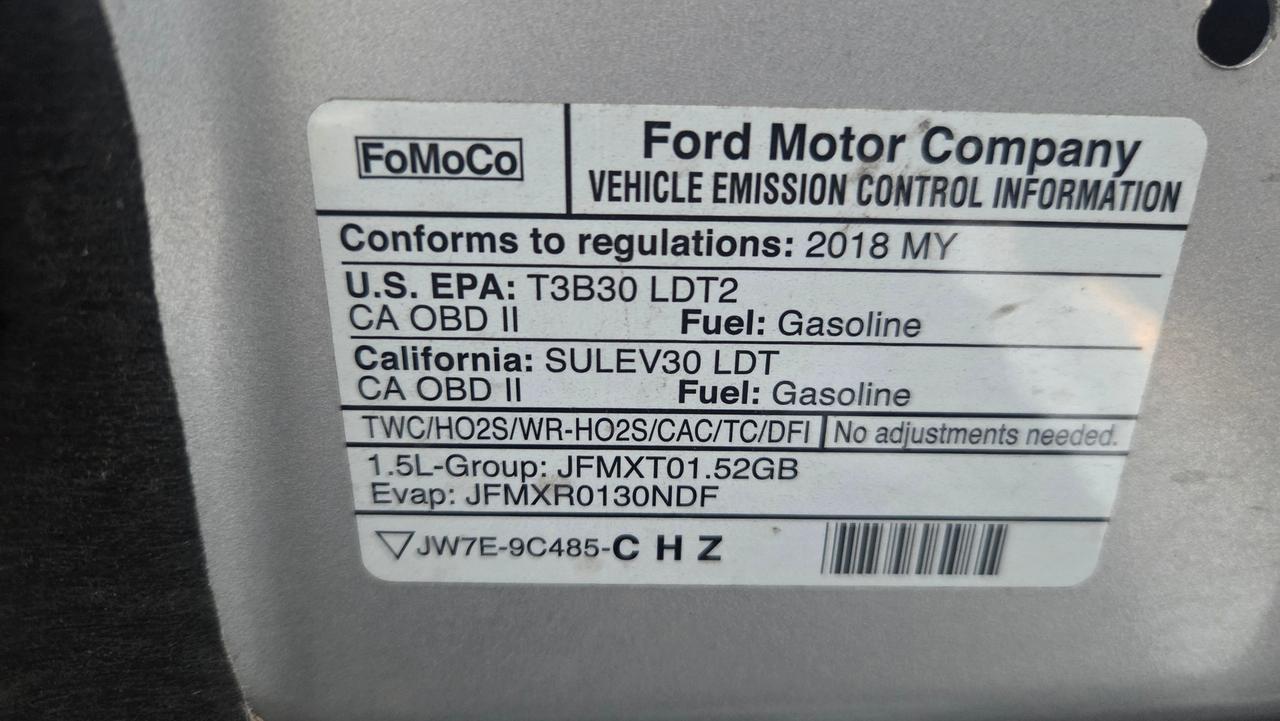 FoMoCo
Ford Motor Company
VEHICLE EMISSION CONTROL INFORMATION
Conforms to regulations: 2018 MY
U.S. EPA: T3B30 LDT2
CA OBD II Fuel: Gasoline
California: SULEV30 LDT
CA OBD II Fuel: Gasoline
TWC/HO2S/WR-HO2S/CAC/TC/DFI No adjustments needed.
1.5L-Group: JFMXT01.52GB
Evap: JFMXR0130NDF
JW7E-9C485-C H Z